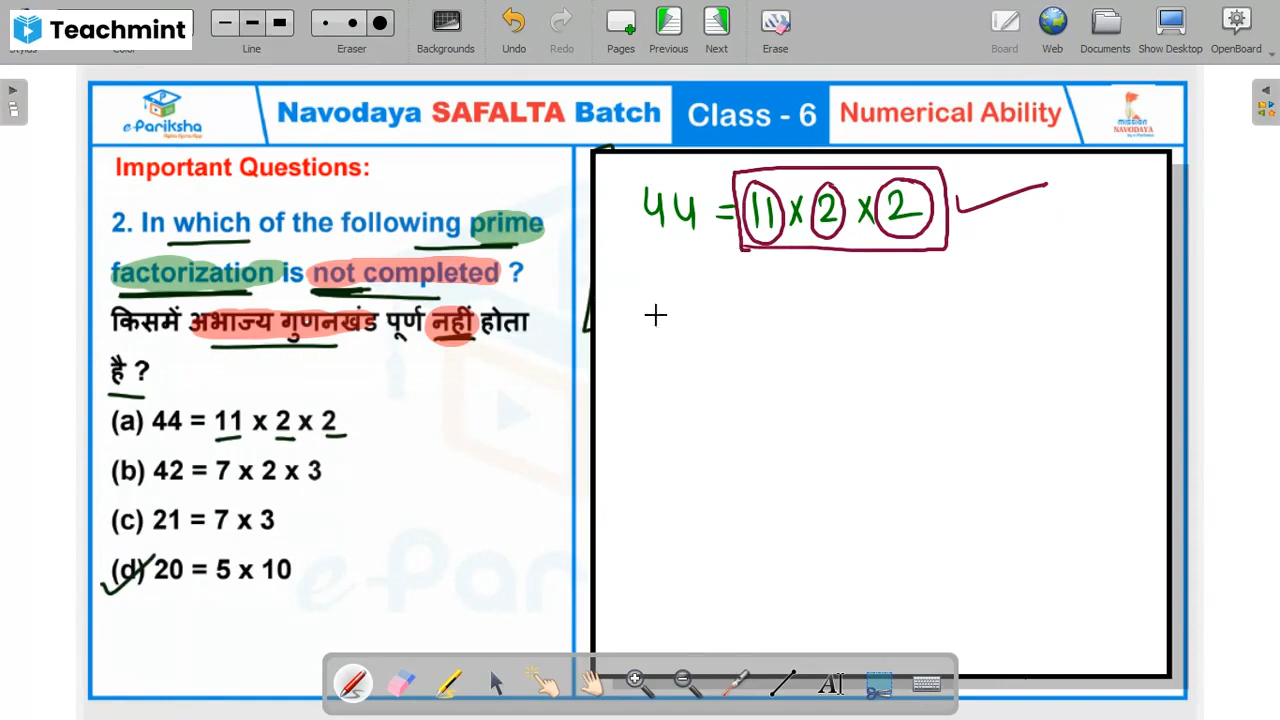 Teachmint
Line
Eraser
Backgrounds
Undo
Redo
Pages
Previous
Next
Erase
Board
Web
Documents
Show Desktop
OpenBoard
e-Pariksha
Navodaya SAFALTA Batch
Class - 6
Numerical Ability
mission
NAVODAYA
Important Questions:
2. In which of the following prime
factorization is not completed ?
किसमें अभाज्य गुणनखंड पूर्ण नहीं होता
है ?
(a) 44 = 11 x 2 x 2
(b) 42 = 7 x 2 x 3
(c) 21 = 7 x 3
(d) 20 = 5 x 10
44 = 11 x 2 x 2